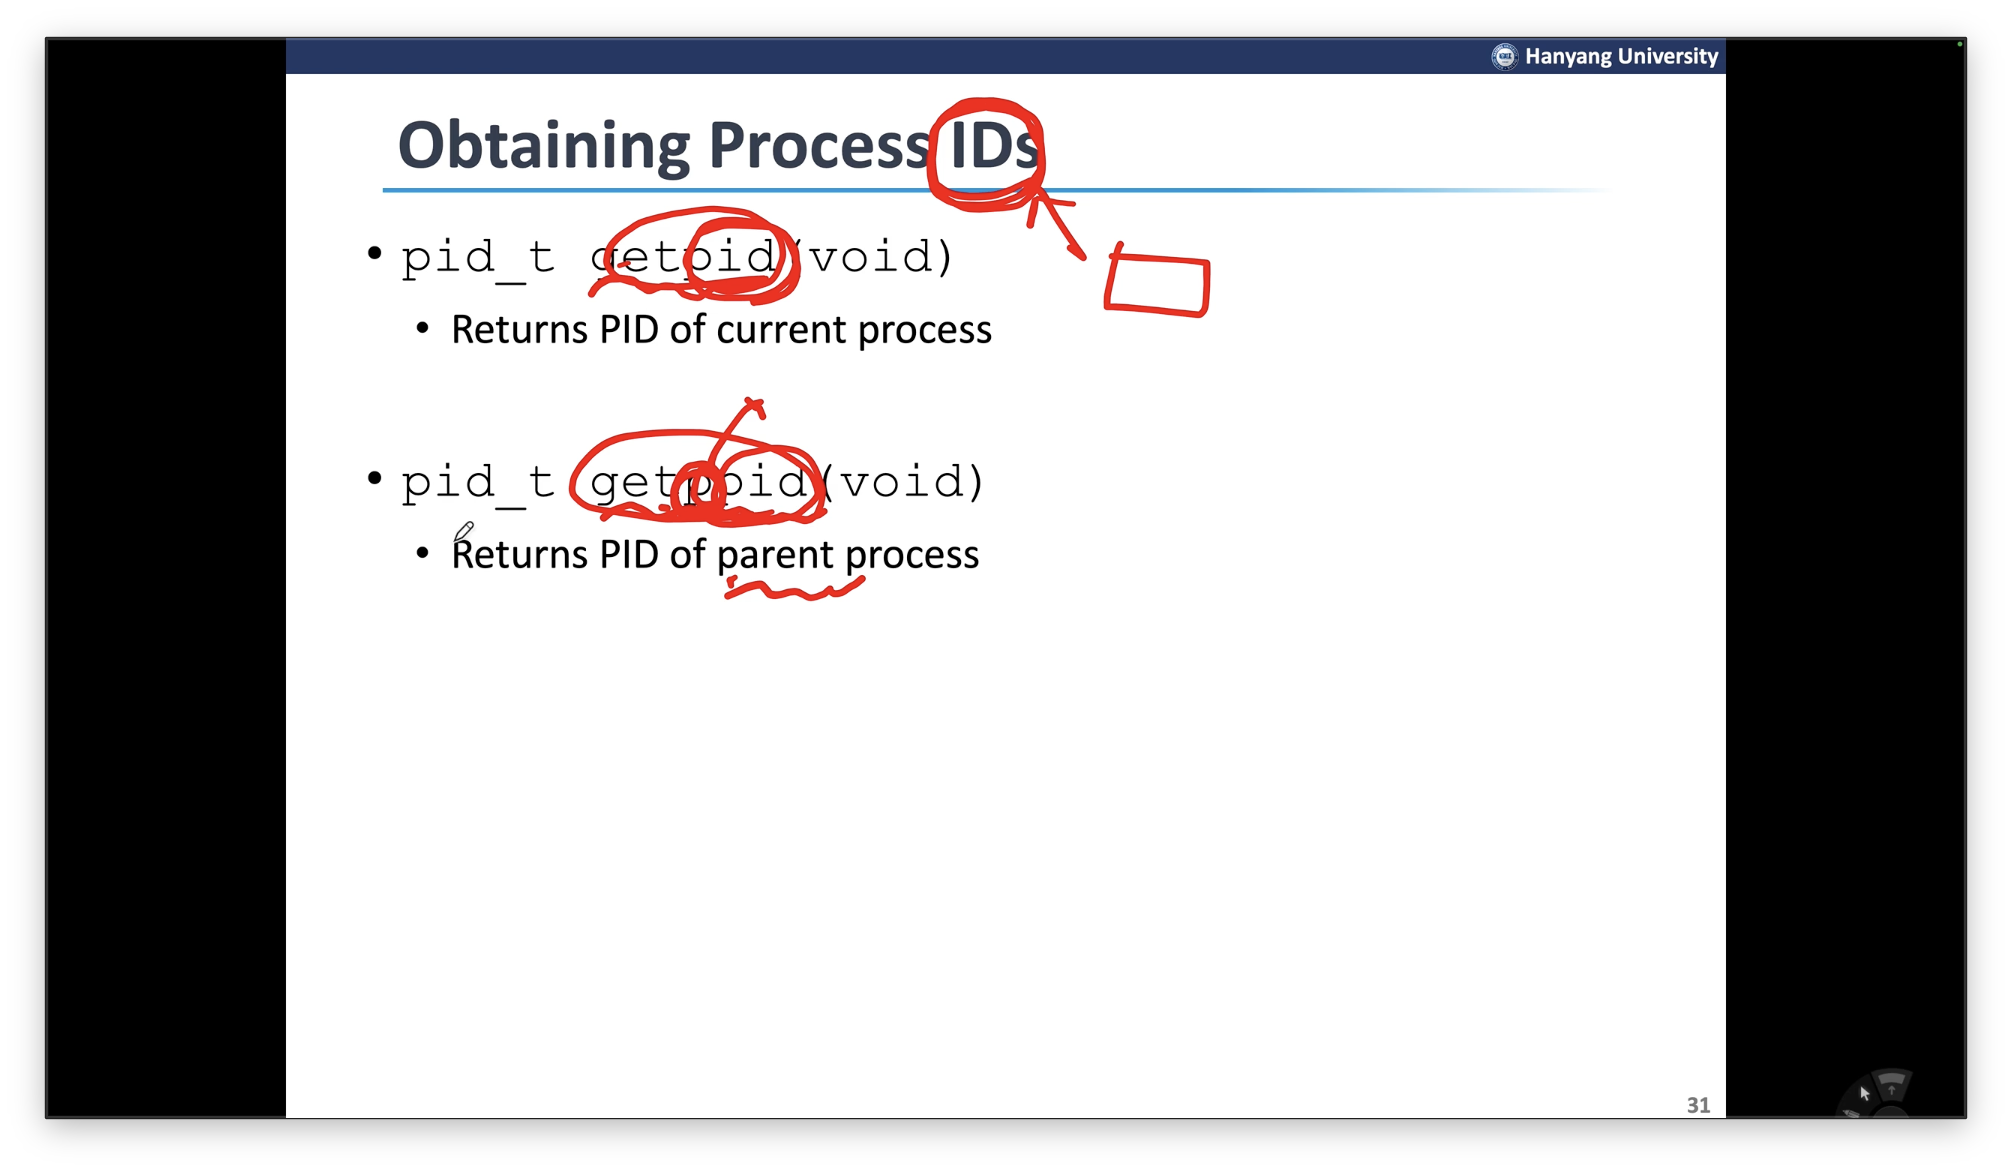 Hanyang University
Obtaining Process IDs
• pid_t getpid(void)
• Returns PID of current process
• pid_t getppid(void)
• Returns PID of parent process
31